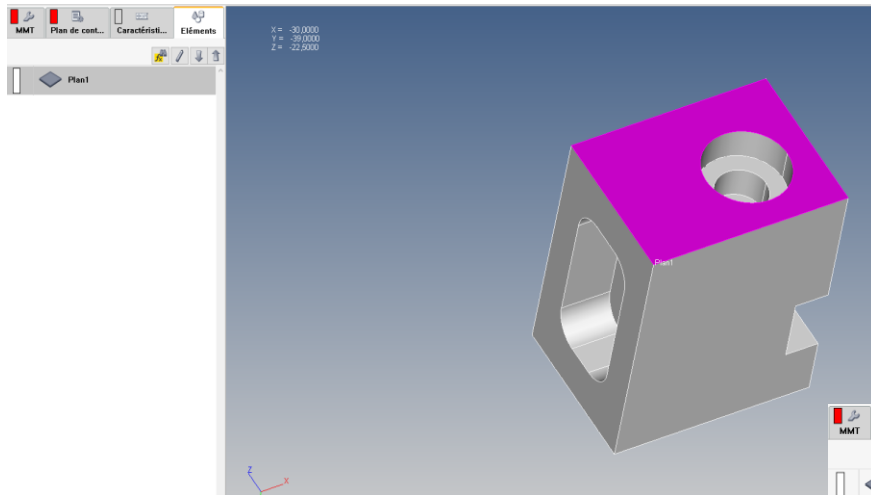 MMT
Plan de cont...
Caractéristi...
Eléments
Plan1
X = -30,0000
Y = -39,0000
Z = -22,5000
Plan1
Z
X
MMT